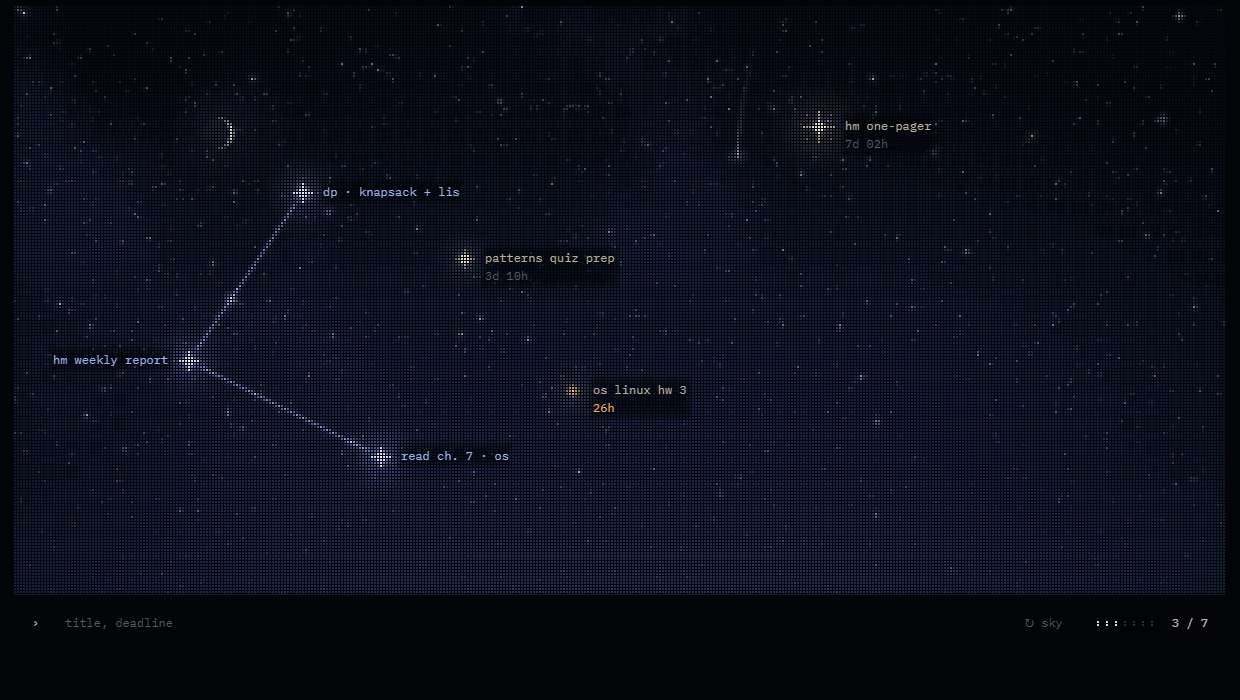 hm one-pager
7d 02h
dp · knapsack + lis
patterns quiz prep
3d 10h
hm weekly report
os linux hw 3
26h
read ch. 7 · os
› title, deadline
↻ sky
3 / 7